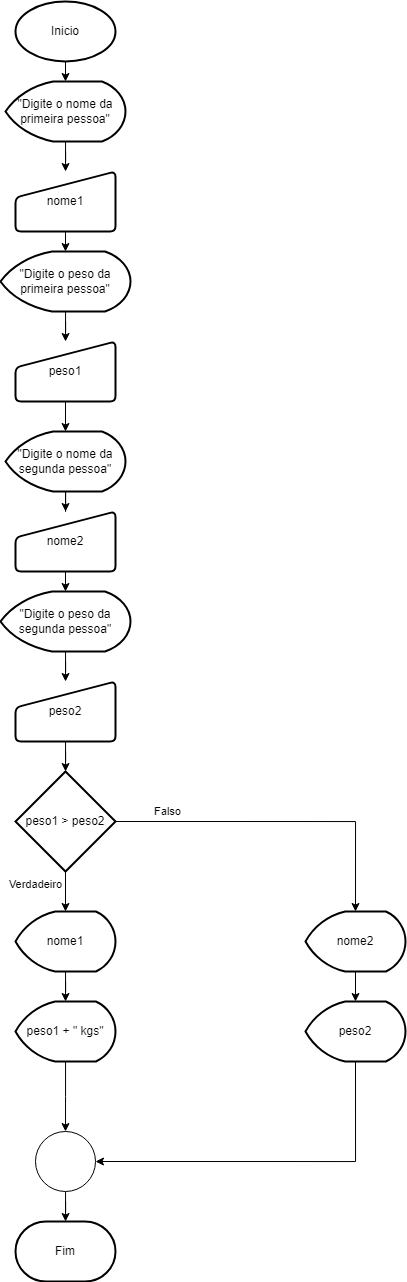 Inicio
"Digite o nome da
primeira pessoa"
nome1
"Digite o peso da
primeira pessoa"
peso1
"Digite o nome da
segunda pessoa"
nome2
"Digite o peso da
segunda pessoa"
peso2
peso1 > peso2
Falso
Verdadeiro
nome1
nome2
peso1 + " kgs"
peso2
Fim